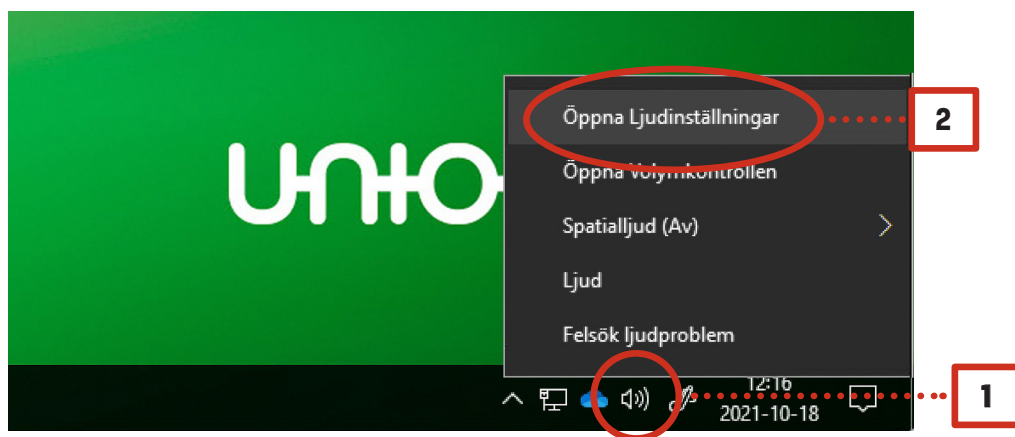 UNIO
Öppna Ljudinställningar
2
Öppna Volymkontrollen
Spatialljud (Av)
Ljud
Felsök ljudproblem
12:16
1
2021-10-18